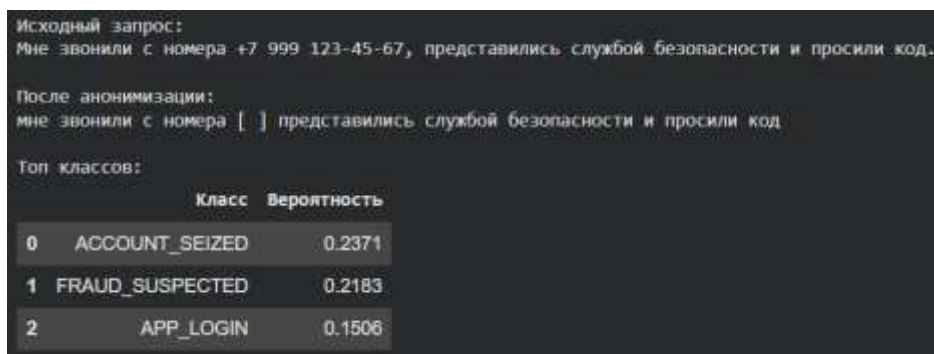 Исходный запрос:
Мне звонили с номера +7 999 123-45-67, представились службой безопасности и просили код.
После анонимизации:
мне звонили с номера [ ] представились службой безопасности и просили код
Топ классов:
Класс Вероятность
0 ACCOUNT_SEIZED 0.2371
1 FRAUD_SUSPECTED 0.2183
2 APP_LOGIN 0.1506